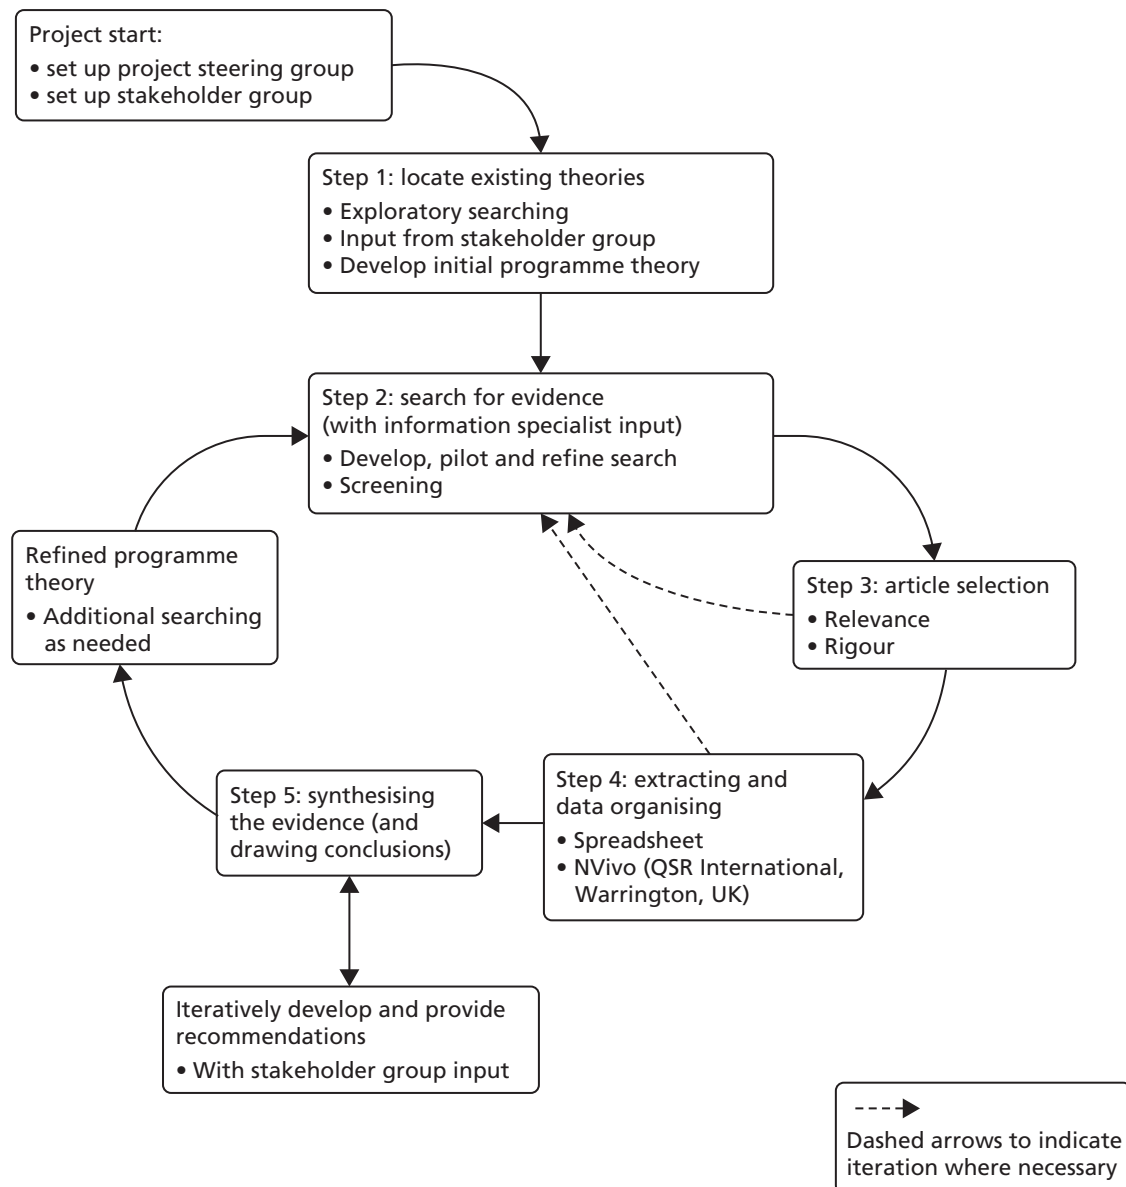 Project start:
• set up project steering group
• set up stakeholder group
Step 1: locate existing theories
• Exploratory searching
• Input from stakeholder group
• Develop initial programme theory
Step 2: search for evidence
(with information specialist input)
• Develop, pilot and refine search
• Screening
Refined programme
theory
• Additional searching
as needed
Step 3: article selection
• Relevance
• Rigour
Step 4: extracting and
data organising
• Spreadsheet
• NVivo (QSR International,
Warrington, UK)
Step 5: synthesising
the evidence (and
drawing conclusions)
Iteratively develop and provide
recommendations
• With stakeholder group input
Dashed arrows to indicate
iteration where necessary